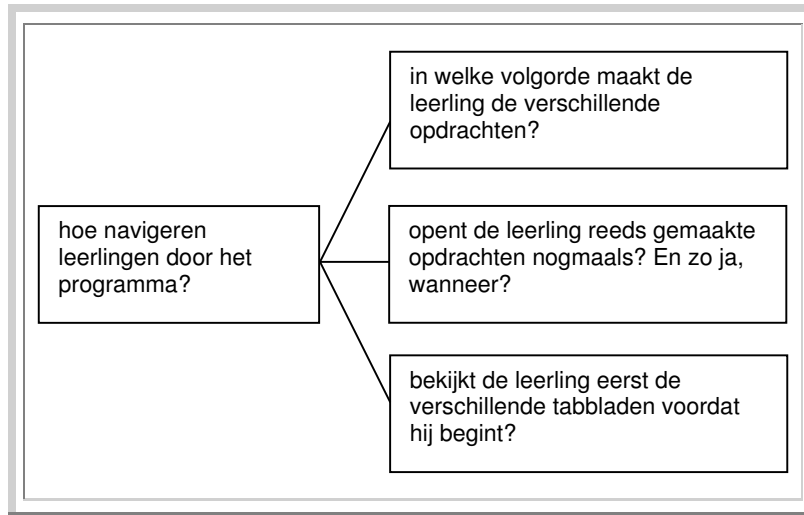 in welke volgorde maakt de
leerling de verschillende
opdrachten?
hoe navigeren
leerlingen door het
programma?
opent de leerling reeds gemaakte
opdrachten nogmaals? En zo ja,
wanneer?
bekijkt de leerling eerst de
verschillende tabbladen voordat
hij begint?